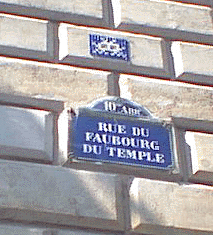 10e Arrt
RUE DU
FAUBOURG
DU TEMPLE